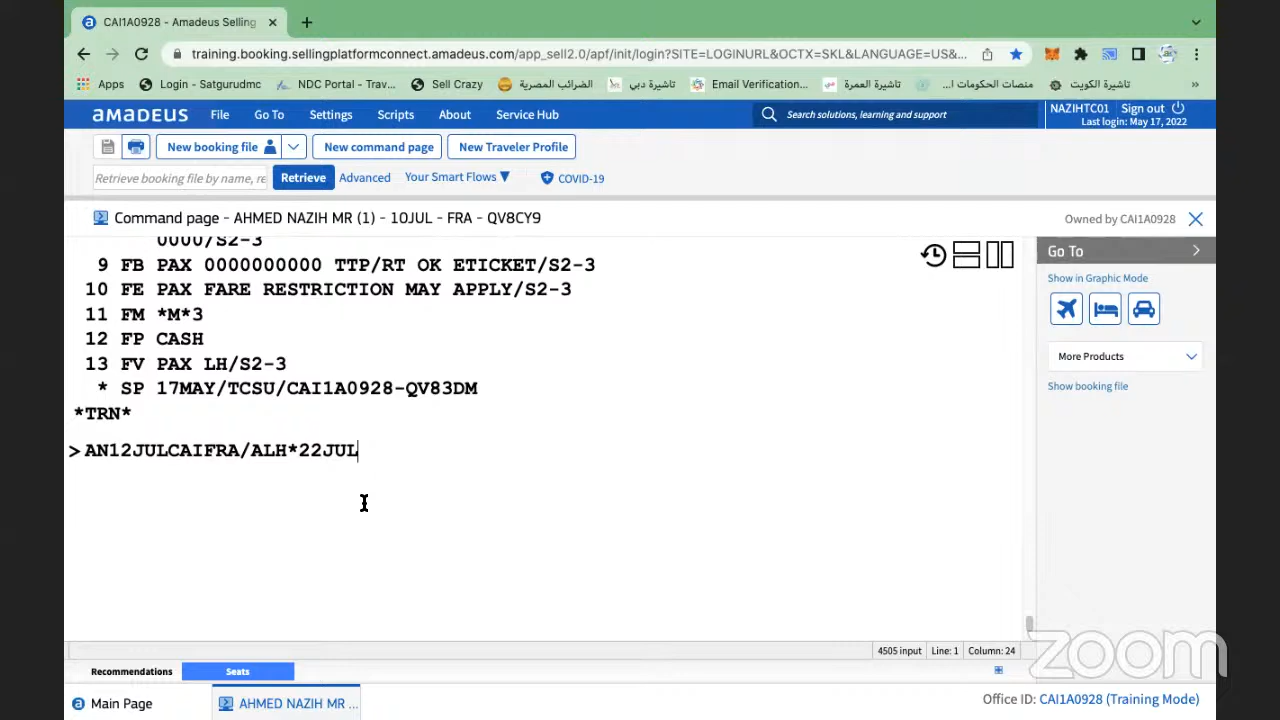 CAI1A0928 - Amadeus Selling
training.booking.sellingplatformconnect.amadeus.com/app_sell2.0/apf/init/login?SITE=LOGINURL&OCTX=SKL&LANGUAGE=US&...
Apps Login - Satgurudmc NDC Portal - Trav... Sell Crazy الضرائب المصرية تاشيرة دبي Email Verification... تاشيرة العمرة منصات الحكومات ا... تاشيرة الكويت »
amadeus File Go To Settings Scripts About Service Hub Search solutions, learning and support NAZIHTC01 Sign out
Last login: May 17, 2022
New booking file New command page New Traveler Profile
Retrieve booking file by name, re Retrieve Advanced Your Smart Flows COVID-19
Command page - AHMED NAZIH MR (1) - 10JUL - FRA - QV8CY9 Owned by CAI1A0928
0000/S2-3
9 FB PAX 0000000000 TTP/RT OK ETICKET/S2-3
10 FE PAX FARE RESTRICTION MAY APPLY/S2-3
11 FM *M*3
12 FP CASH
13 FV PAX LH/S2-3
* SP 17MAY/TCSU/CAI1A0928-QV83DM
*TRN*
>AN12JULCAIFRA/ALH*22JUL
Go To
Show in Graphic Mode
More Products
Show booking file
4505 input Line: 1 Column: 24
Recommendations Seats
Main Page AHMED NAZIH MR ... Office ID: CAI1A0928 (Training Mode)
zoom